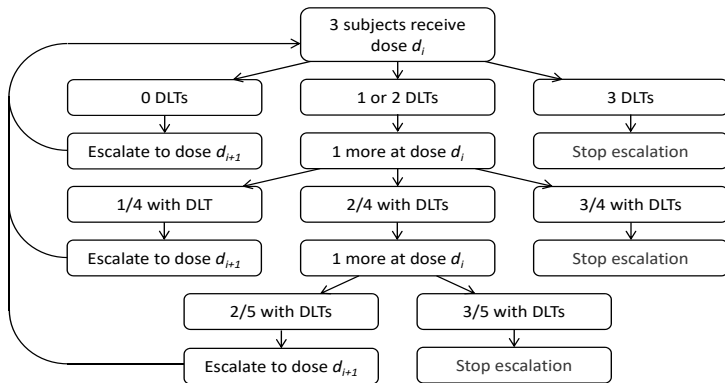 3 subjects receive
dose d_i
0 DLTs
1 or 2 DLTs
3 DLTs
Escalate to dose d_{i+1}
1 more at dose d_i
Stop escalation
1/4 with DLT
2/4 with DLTs
3/4 with DLTs
Escalate to dose d_{i+1}
1 more at dose d_i
Stop escalation
2/5 with DLTs
3/5 with DLTs
Escalate to dose d_{i+1}
Stop escalation